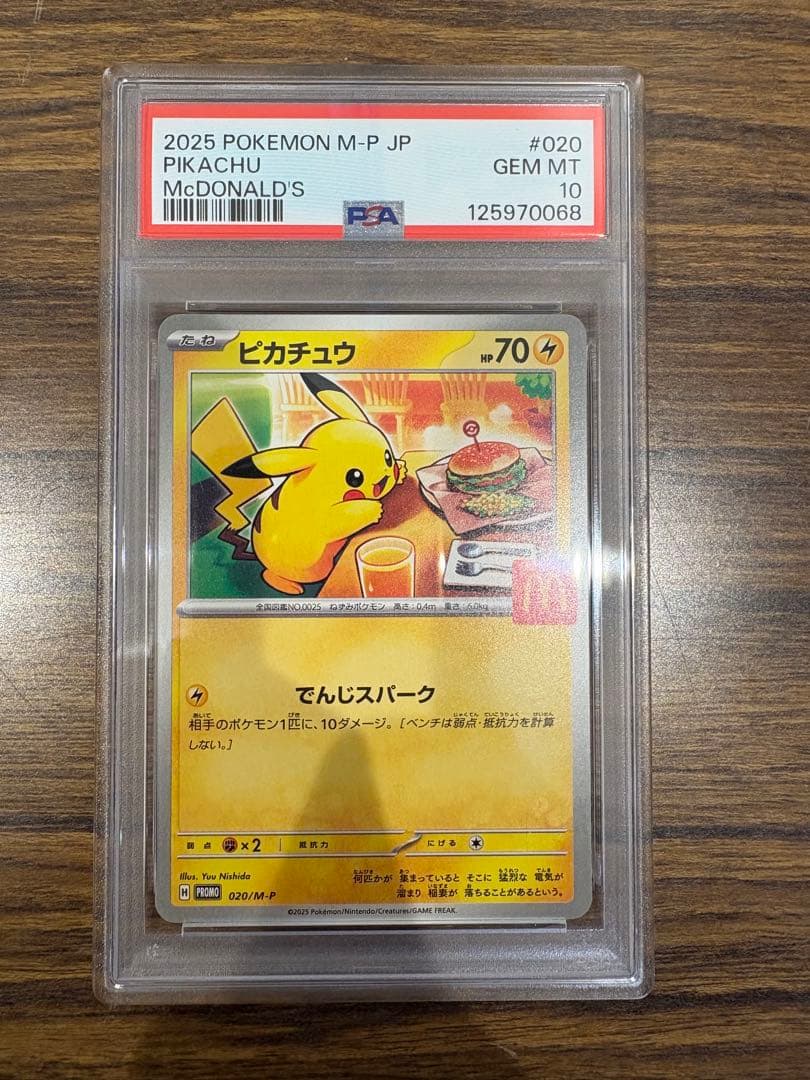 2025 POKEMON M-P JP #020
PIKACHU GEM MT
McDONALD'S 10
PSA 125970068
たね ピカチュウ HP70
全国図鑑NO.0025 ねずみポケモン 高さ:0.4m 重さ:6.0kg
でんじスパーク
相手のポケモン1匹に、10ダメージ。[ベンチは弱点・抵抗力を計算
しない。]
弱点 ×2 抵抗力 にげる
Illus. Yuu Nishida
何匹かが 集まっていると そこに 猛烈な 電気が
溜まり 稲妻が 落ちることがあるという。
H PROMO 020/M-P
©2025 Pokémon/Nintendo/Creatures/GAME FREAK.